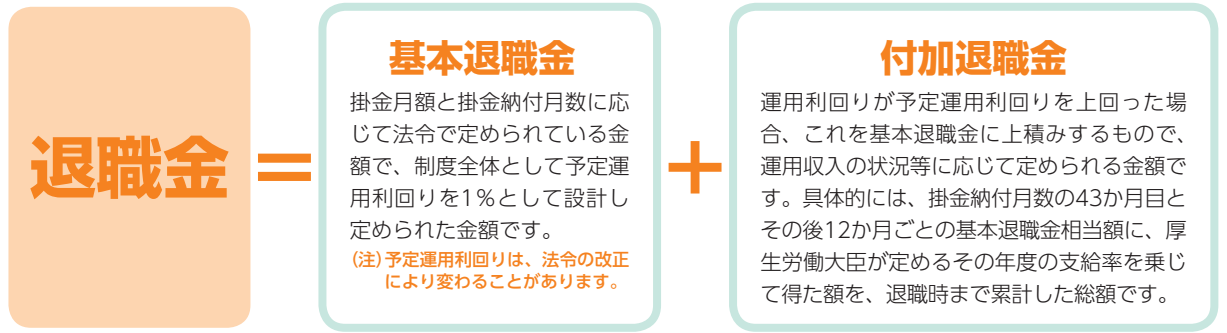 退職金
＝
基本退職金
掛金月額と掛金納付月数に応
じて法令で定められている金
額で、制度全体として予定運
用利回りを1％として設計し
定められた金額です。
(注)予定運用利回りは、法令の改正
により変わることがあります。
＋
付加退職金
運用利回りが予定運用利回りを上回った場
合、これを基本退職金に上積みするもので、
運用収入の状況等に応じて定められる金額で
す。具体的には、掛金納付月数の43か月目と
その後12か月ごとの基本退職金相当額に、厚
生労働大臣が定めるその年度の支給率を乗じ
て得た額を、退職時まで累計した総額です。